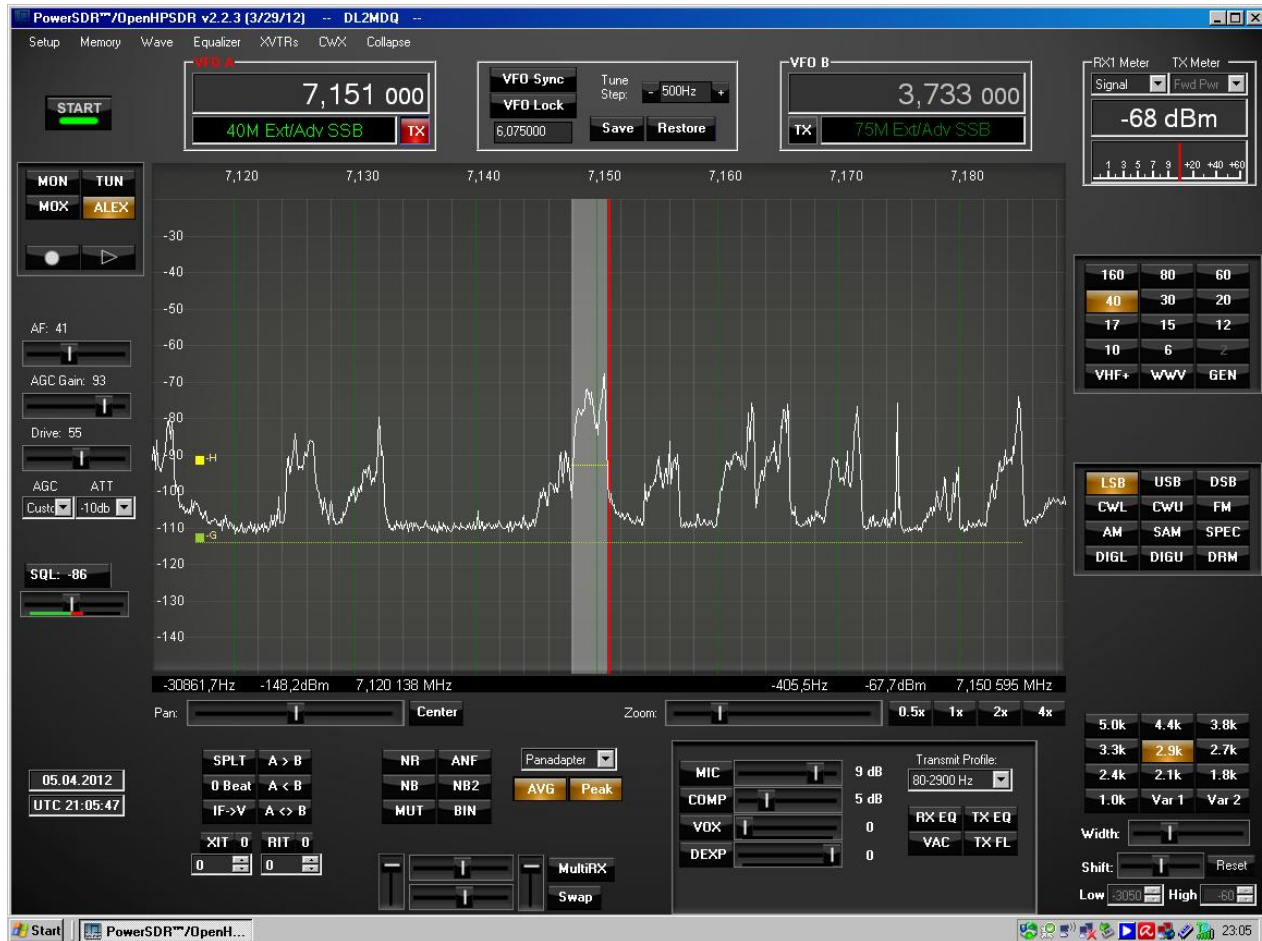 PowerSDR™/OpenHPSDR v2.2.3 (3/29/12) -- DL2MDQ --
Setup Memory Wave Equalizer XVTRs CWX Collapse
START
VFO A
7,151 000
40M Ext/Adv SSB TX
VFO Sync
VFO Lock
6,075000
Tune Step: - 500Hz +
Save Restore
VFO B
3,733 000
TX 75M Ext/Adv SSB
RX1 Meter TX Meter
Signal Fwd Pwr
-68 dBm
1 3 5 7 9 +20 +40 +60
MON TUN
MOX ALEX
AF: 41
AGC Gain: 93
Drive: 55
AGC ATT
Custo -10db
SQL: -86
7,120 7,130 7,140 7,150 7,160 7,170 7,180
-30
-40
-50
-60
-70
-80
-90
-H
-100
-110
-G
-120
-130
-140
-30861,7Hz -148,2dBm 7,120 138 MHz -405,5Hz -67,7dBm 7,150 595 MHz
Pan: Center Zoom: 0.5x 1x 2x 4x
160 80 60
40 30 20
17 15 12
10 6 2
VHF+ WWV GEN
LSB USB DSB
CWL CWU FM
AM SAM SPEC
DIGL DIGU DRM
5.0k 4.4k 3.8k
3.3k 2.9k 2.7k
2.4k 2.1k 1.8k
1.0k Var 1 Var 2
Width:
Shift: Reset
Low -3050 High -60
05.04.2012
UTC 21:05:47
SPLT A > B
0 Beat A < B
IF->V A <> B
XIT 0 RIT 0
0 0
NR ANF
NB NB2
MUT BIN
Panadapter
AVG Peak
MultiRX
Swap
MIC 9 dB
COMP 5 dB
VOX 0
DEXP 0
Transmit Profile:
80-2900 Hz
RX EQ TX EQ
VAC TX FL
Start PowerSDR™/OpenH... 23:05